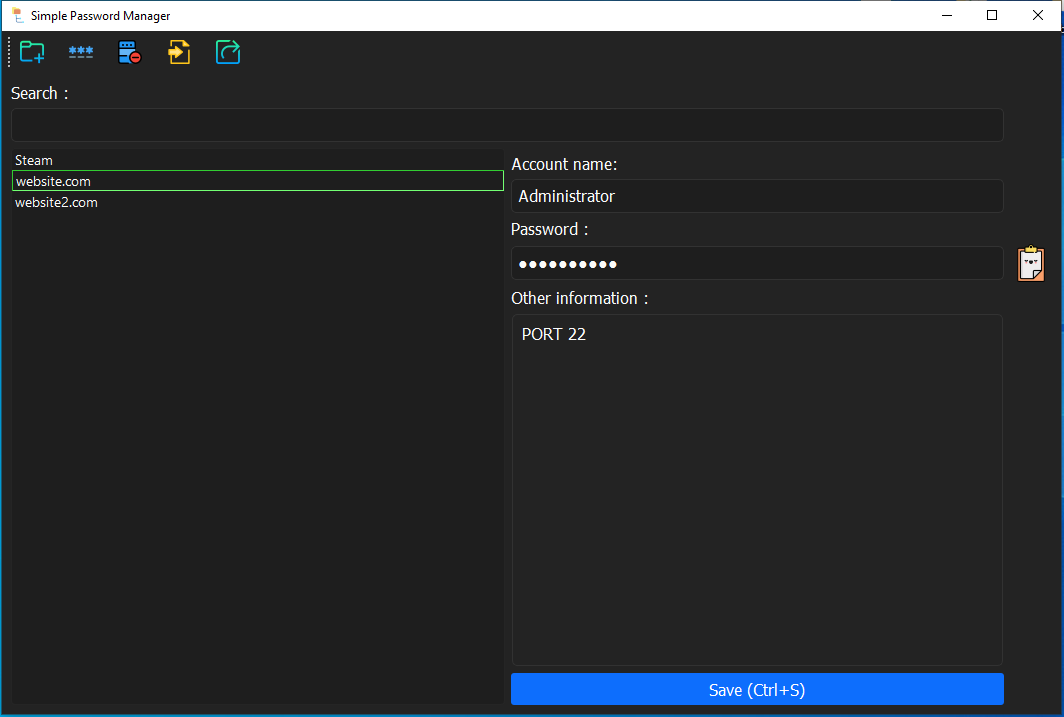 Simple Password Manager
***
Search :
Steam
website.com
website2.com
Account name:
Administrator
Password :
●●●●●●●●●●
Other information :
PORT 22
Save (Ctrl+S)